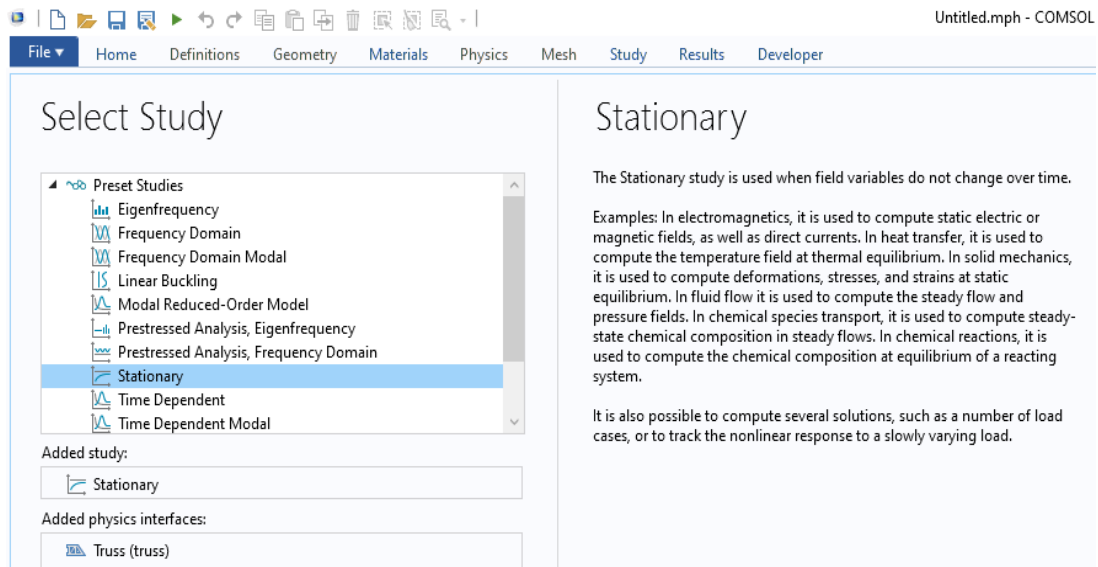 Untitled.mph - COMSOL
File Home Definitions Geometry Materials Physics Mesh Study Results Developer
Select Study
Preset Studies
Eigenfrequency
Frequency Domain
Frequency Domain Modal
Linear Buckling
Modal Reduced-Order Model
Prestressed Analysis, Eigenfrequency
Prestressed Analysis, Frequency Domain
Stationary
Time Dependent
Time Dependent Modal
Added study:
Stationary
Added physics interfaces:
Truss (truss)
Stationary
The Stationary study is used when field variables do not change over time.
Examples: In electromagnetics, it is used to compute static electric or
magnetic fields, as well as direct currents. In heat transfer, it is used to
compute the temperature field at thermal equilibrium. In solid mechanics,
it is used to compute deformations, stresses, and strains at static
equilibrium. In fluid flow it is used to compute the steady flow and
pressure fields. In chemical species transport, it is used to compute steady-
state chemical composition in steady flows. In chemical reactions, it is
used to compute the chemical composition at equilibrium of a reacting
system.
It is also possible to compute several solutions, such as a number of load
cases, or to track the nonlinear response to a slowly varying load.